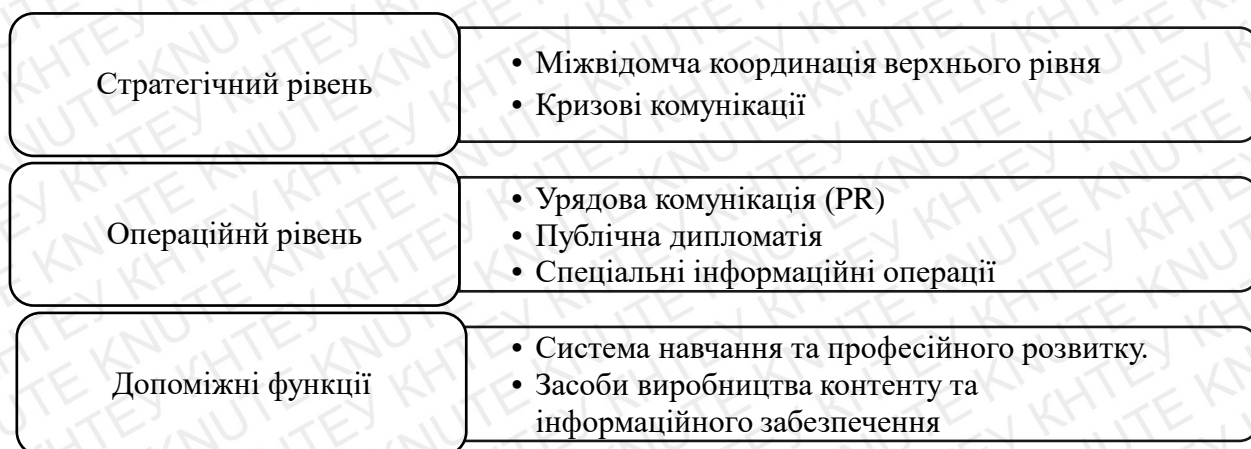 Стратегічний рівень
• Міжвідомча координація верхнього рівня
• Кризові комунікації
Операційнй рівень
• Урядова комунікація (PR)
• Публічна дипломатія
• Спеціальні інформаційні операції
Допоміжні функції
• Система навчання та професійного розвитку.
• Засоби виробництва контенту та
інформаційного забезпечення